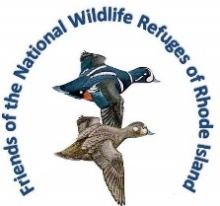 Friends of the National Wildlife Refuges of Rhode Island